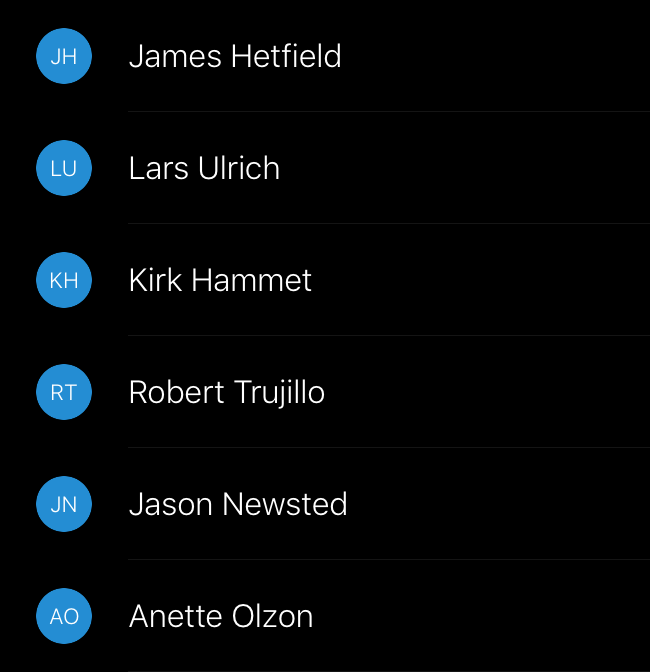 JH James Hetfield
LU Lars Ulrich
KH Kirk Hammet
RT Robert Trujillo
JN Jason Newsted
AO Anette Olzon